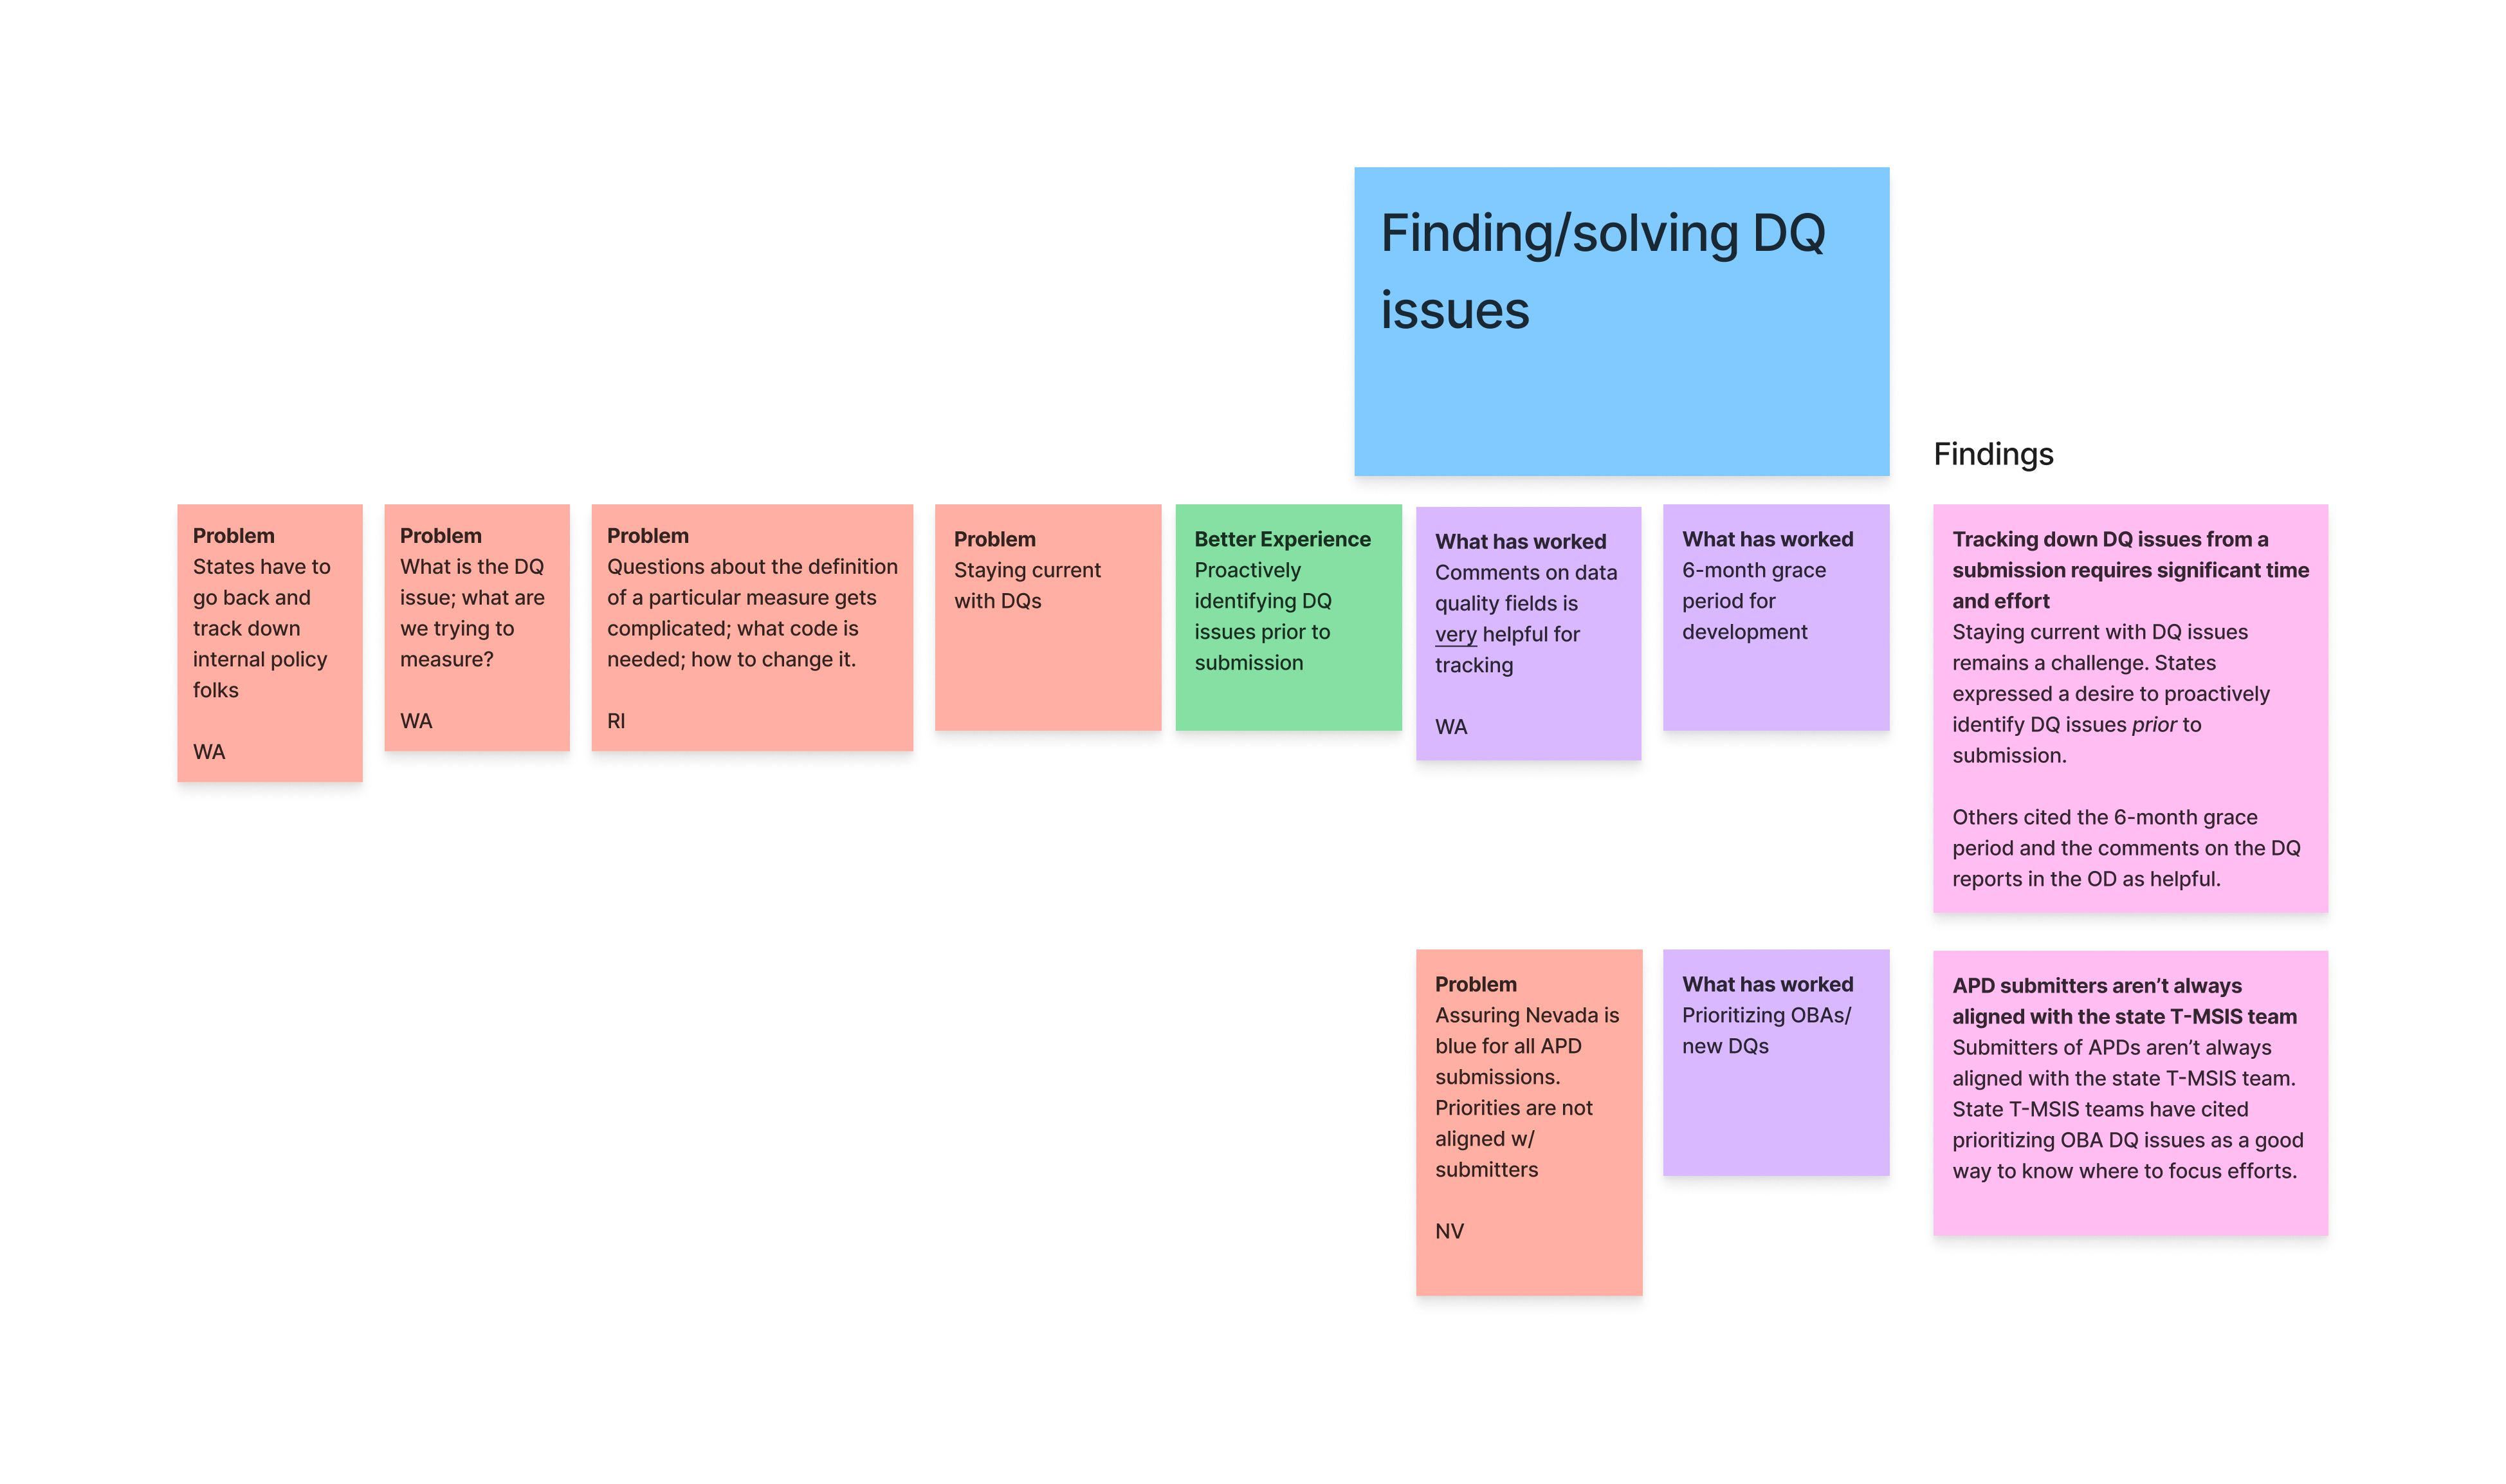 Finding/solving DQ
issues
Findings
Problem
States have to
go back and
track down
internal policy
folks
WA
Problem
What is the DQ
issue; what are
we trying to
measure?
WA
Problem
Questions about the definition
of a particular measure gets
complicated; what code is
needed; how to change it.
RI
Problem
Staying current
with DQs
Better Experience
Proactively
identifying DQ
issues prior to
submission
What has worked
Comments on data
quality fields is
very helpful for
tracking
WA
What has worked
6-month grace
period for
development
Tracking down DQ issues from a
submission requires significant time
and effort
Staying current with DQ issues
remains a challenge. States
expressed a desire to proactively
identify DQ issues prior to
submission.
Others cited the 6-month grace
period and the comments on the DQ
reports in the OD as helpful.
Problem
Assuring Nevada is
blue for all APD
submissions.
Priorities are not
aligned w/
submitters
NV
What has worked
Prioritizing OBAs/
new DQs
APD submitters aren’t always
aligned with the state T-MSIS team
Submitters of APDs aren’t always
aligned with the state T-MSIS team.
State T-MSIS teams have cited
prioritizing OBA DQ issues as a good
way to know where to focus efforts.